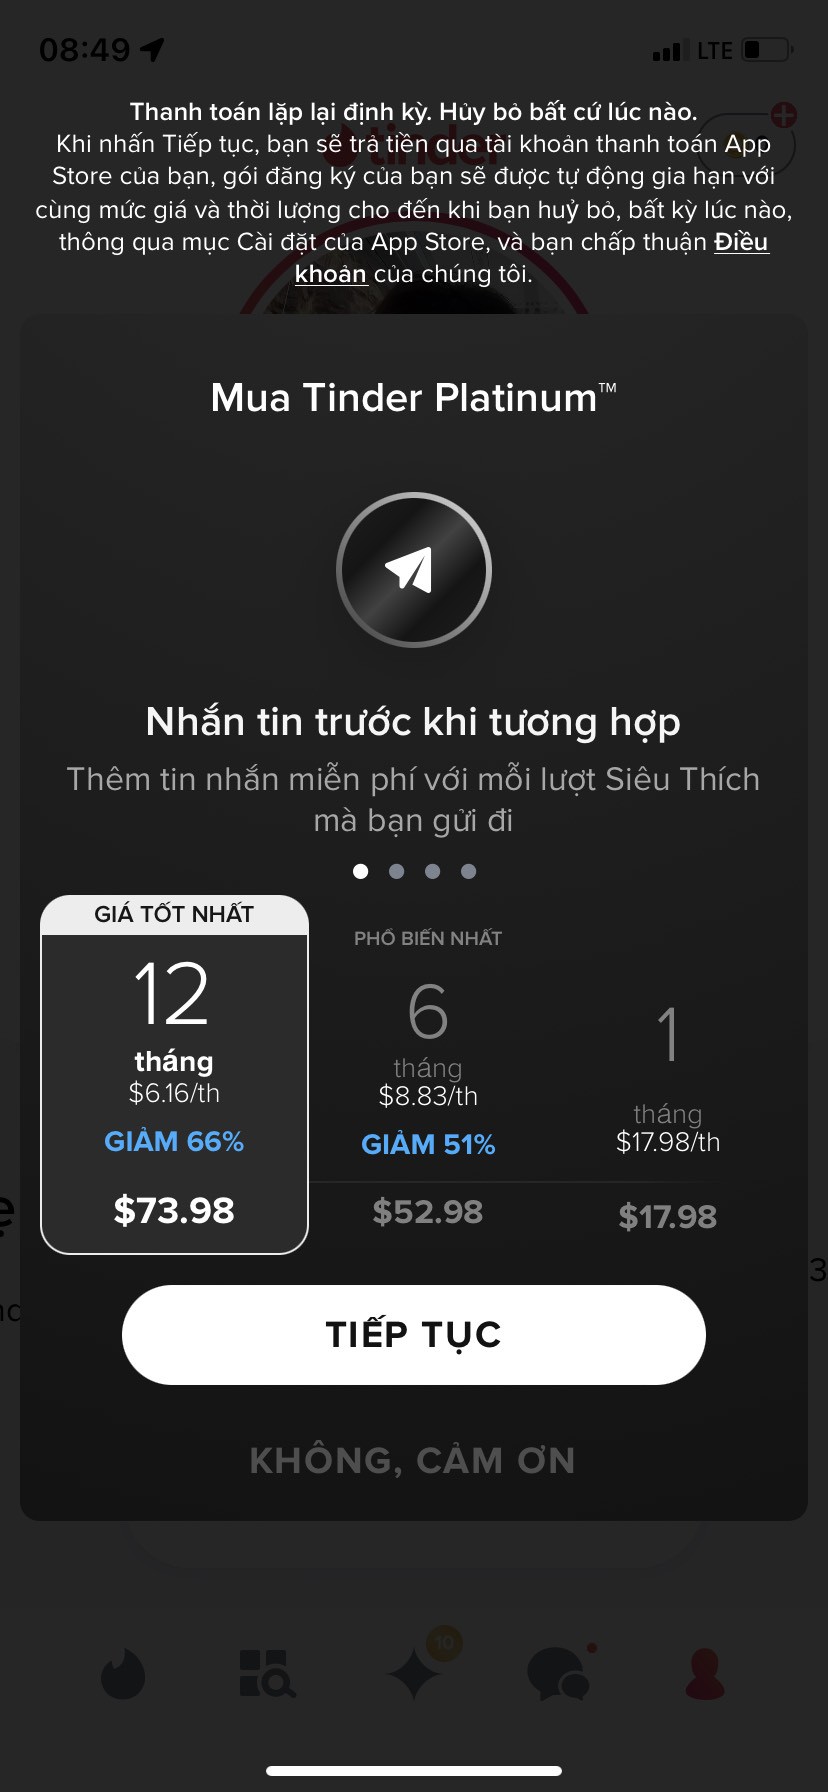 08:49
LTE
Thanh toán lặp lại định kỳ. Hủy bỏ bất cứ lúc nào.
Khi nhấn Tiếp tục, bạn sẽ trả tiền qua tài khoản thanh toán App
Store của bạn, gói đăng ký của bạn sẽ được tự động gia hạn với
cùng mức giá và thời lượng cho đến khi bạn huỷ bỏ, bất kỳ lúc nào,
thông qua mục Cài đặt của App Store, và bạn chấp thuận Điều
khoản của chúng tôi.
tinder
Mua Tinder Platinum™
Nhắn tin trước khi tương hợp
Thêm tin nhắn miễn phí với mỗi lượt Siêu Thích
mà bạn gửi đi
GIÁ TỐT NHẤT
12
tháng
$6.16/th
GIẢM 66%
$73.98
PHỔ BIẾN NHẤT
6
tháng
$8.83/th
GIẢM 51%
$52.98
1
tháng
$17.98/th
$17.98
TIẾP TỤC
KHÔNG, CẢM ƠN
10